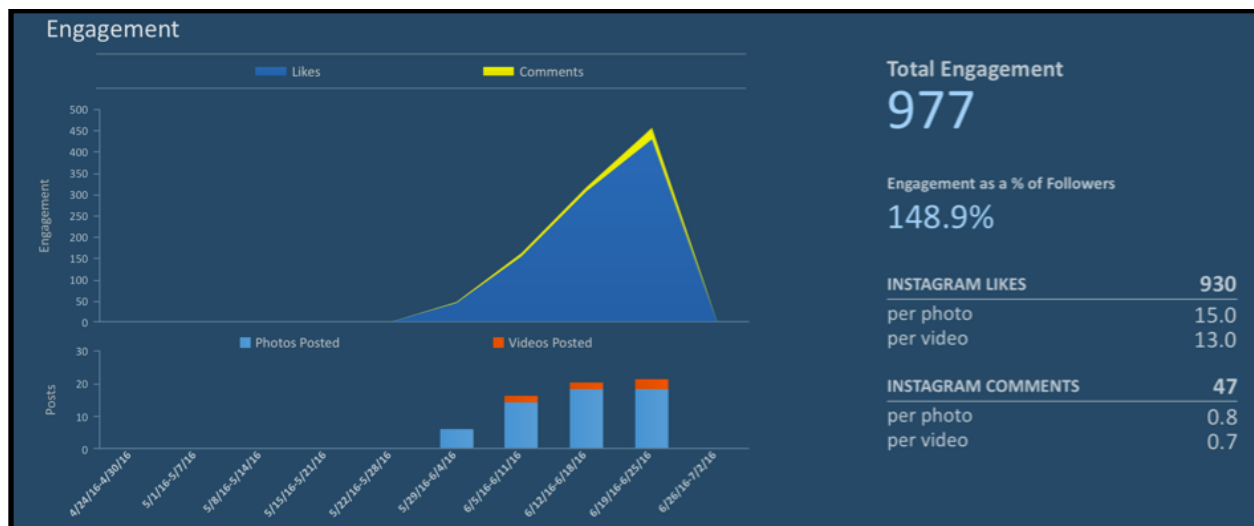 Engagement
Likes
Comments
500
450
400
350
300
250
200
150
100
50
0
Engagement
Photos Posted
Videos Posted
30
20
10
0
Posts
4/24/16-4/30/16
5/1/16-5/7/16
5/8/16-5/14/16
5/15/16-5/21/16
5/22/16-5/28/16
5/29/16-6/4/16
6/5/16-6/11/16
6/12/16-6/18/16
6/19/16-6/25/16
6/26/16-7/2/16
Total Engagement
977
Engagement as a % of Followers
148.9%
INSTAGRAM LIKES 930
per photo 15.0
per video 13.0
INSTAGRAM COMMENTS 47
per photo 0.8
per video 0.7